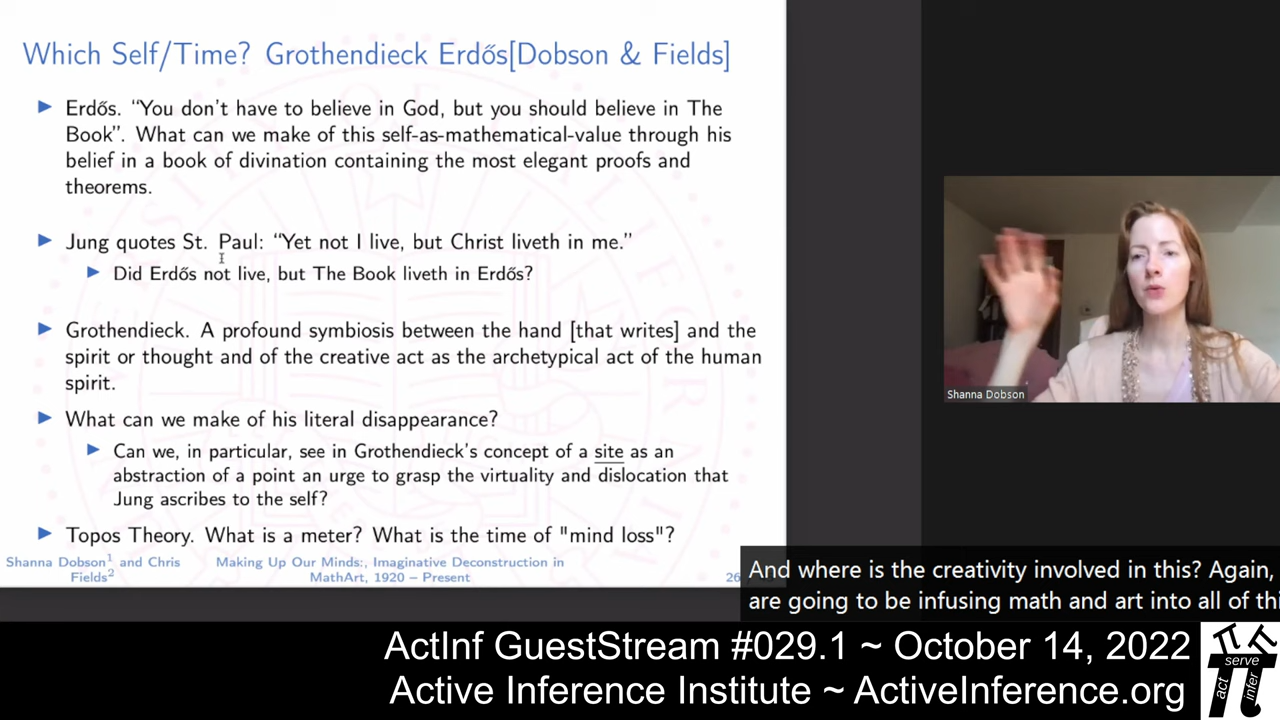 Which Self/Time? Grothendieck Erdős[Dobson & Fields]
Erdős. “You don't have to believe in God, but you should believe in The
Book”. What can we make of this self-as-mathematical-value through his
belief in a book of divination containing the most elegant proofs and
theorems.
Jung quotes St. Paul: “Yet not I live, but Christ liveth in me.”
Did Erdős not live, but The Book liveth in Erdős?
Grothendieck. A profound symbiosis between the hand [that writes] and the
spirit or thought and of the creative act as the archetypical act of the human
spirit.
What can we make of his literal disappearance?
Can we, in particular, see in Grothendieck's concept of a site as an
abstraction of a point an urge to grasp the virtuality and dislocation that
Jung ascribes to the self?
Topos Theory. What is a meter? What is the time of "mind loss"?
Shanna Dobson¹ and Chris
Fields²
Making Up Our Minds:, Imaginative Deconstruction in
MathArt, 1920 – Present
26
Shanna Dobson
And where is the creativity involved in this? Again,
are going to be infusing math and art into all of thi
ActInf GuestStream #029.1 ~ October 14, 2022
Active Inference Institute ~ ActiveInference.org
serve
act
infer